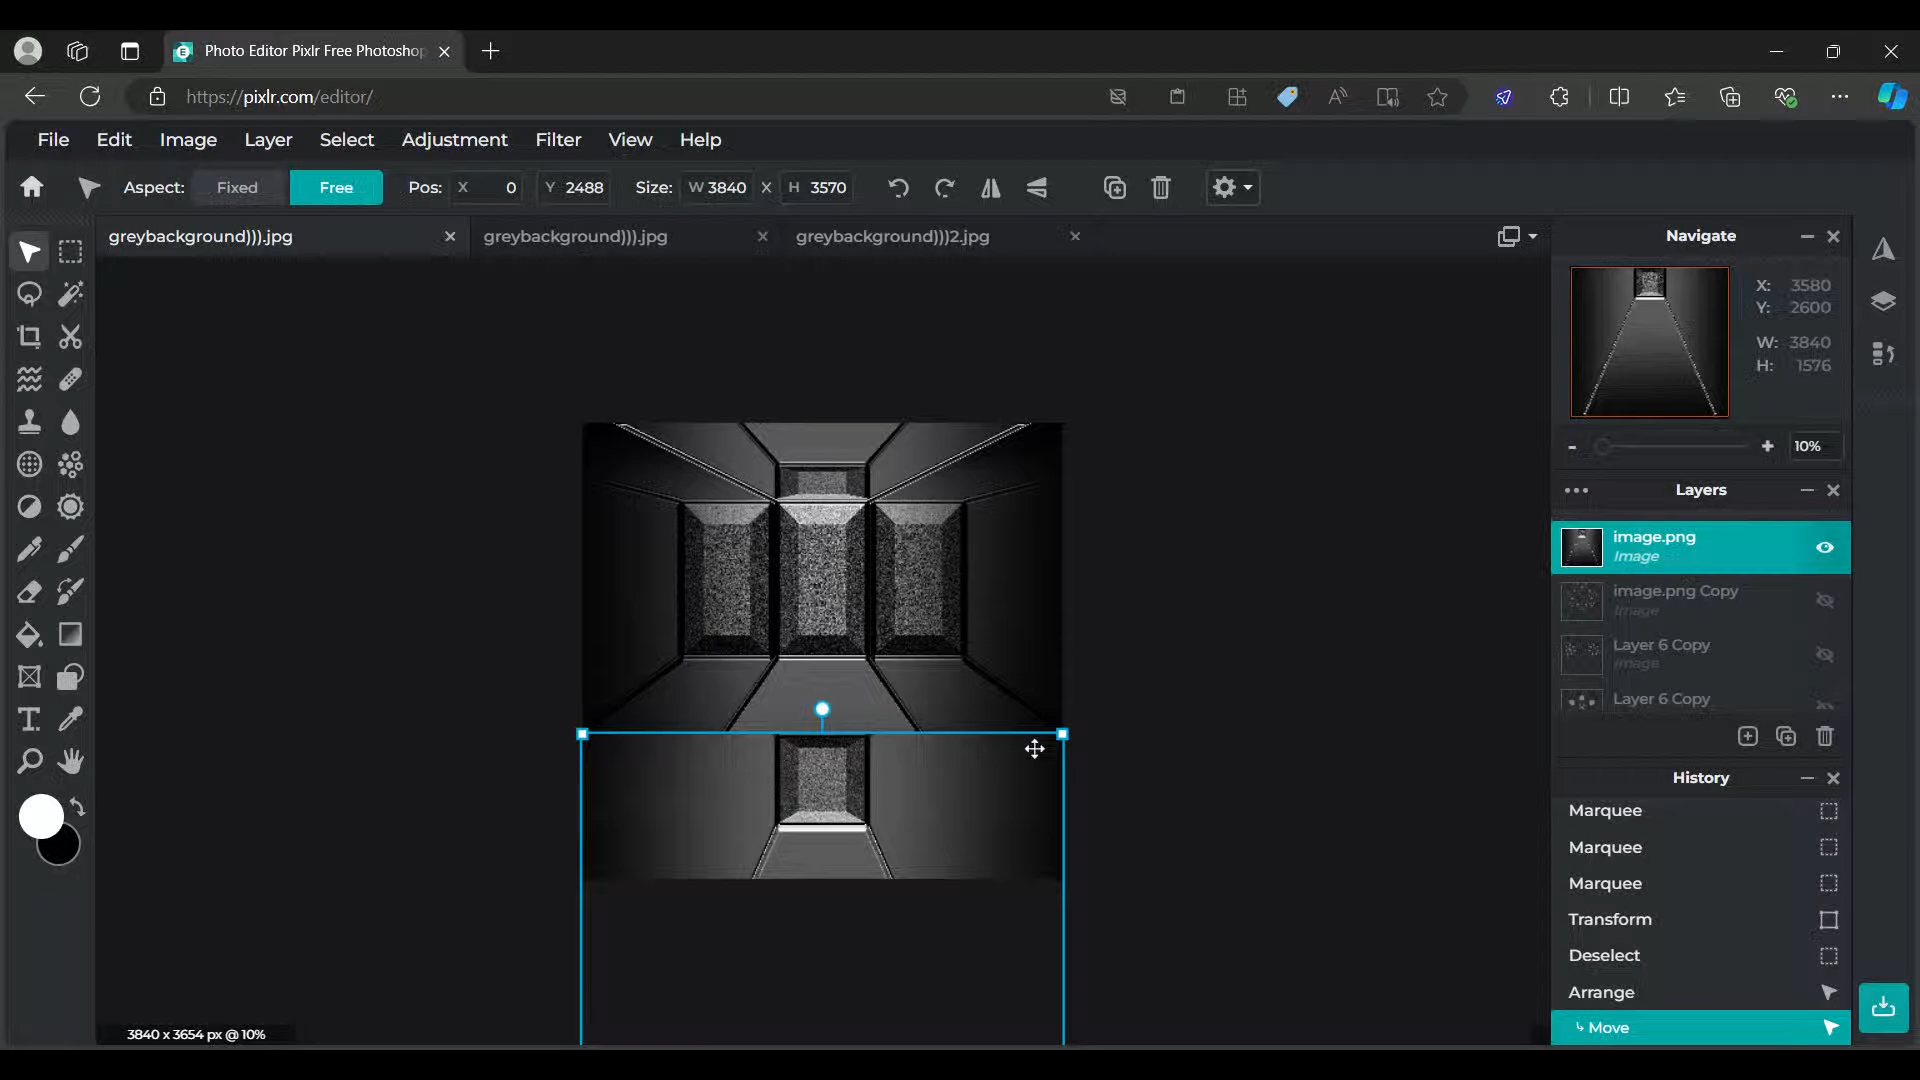 Photo Editor Pixlr Free Photoshop
https://pixlr.com/editor/
File Edit Image Layer Select Adjustment Filter View Help
Aspect: Fixed Free Pos: X 0 Y 2488 Size: W 3840 X H 3570
greybackground))).jpg greybackground))).jpg greybackground)))2.jpg
Navigate
X: 3580
Y: 2600
W: 3840
H: 1576
- + 10%
Layers
image.png
Image
image.png Copy
Image
Layer 6 Copy
Image
Layer 6 Copy
History
Marquee
Marquee
Marquee
Transform
Deselect
Arrange
Move
3840 x 3654 px @ 10%